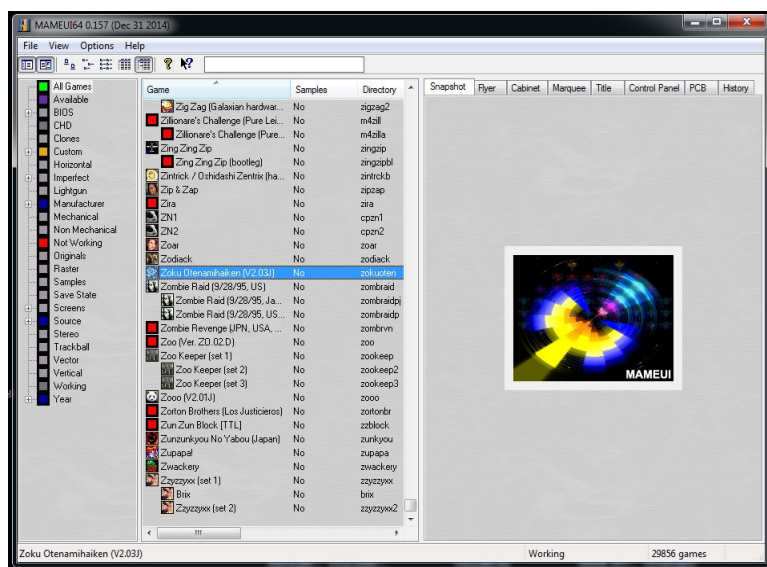 MAMEUI64 0.157 (Dec 31 2014)
File View Options Help
All Games
Available
BIOS
CHD
Clones
Custom
Horizontal
Imperfect
Lightgun
Manufacturer
Mechanical
Non Mechanical
Not Working
Originals
Raster
Samples
Save State
Screens
Source
Stereo
Trackball
Vector
Vertical
Working
Year
Game Samples Directory
Zig Zag (Galaxian hardwar... No zigzag2
Zillionare's Challenge (Pure Lei... No m4zill
Zillionare's Challenge (Pure... No m4zilla
Zing Zing Zip No zingzip
Zing Zing Zip (bootleg) No zingzipbl
Zintrick / Oshidashi Zentrix (ha... No zintrckb
Zip & Zap No zipzap
Zira No zira
ZN1 No cpzn1
ZN2 No cpzn2
Zoar No zoar
Zodiack No zodiack
Zoku Otenamihaiken (V2.03J) No zokuoten
Zombie Raid (9/28/95, US) No zombraid
Zombie Raid (9/28/95, Ja... No zombraidpj
Zombie Raid (9/28/95, US... No zombraidp
Zombie Revenge (JPN, USA, ... No zombrvn
Zoo (Ver. ZO.02.D) No zoo
Zoo Keeper (set 1) No zookeep
Zoo Keeper (set 2) No zookeep2
Zoo Keeper (set 3) No zookeep3
Zooo (V2.01J) No zooo
Zorton Brothers (Los Justicieros) No zortonbr
Zun Zun Block [TTL] No zzblock
Zunzunkyou No Yabou (Japan) No zunkyou
Zupapa! No zupapa
Zwackery No zwackery
Zzyzzyxx (set 1) No zzyzzyxx
Brix No brix
Zzyzzyxx (set 2) No zzyzzyxx2
Snapshot Flyer Cabinet Marquee Title Control Panel PCB History
MAMEUI
Zoku Otenamihaiken (V2.03J) Working 29856 games